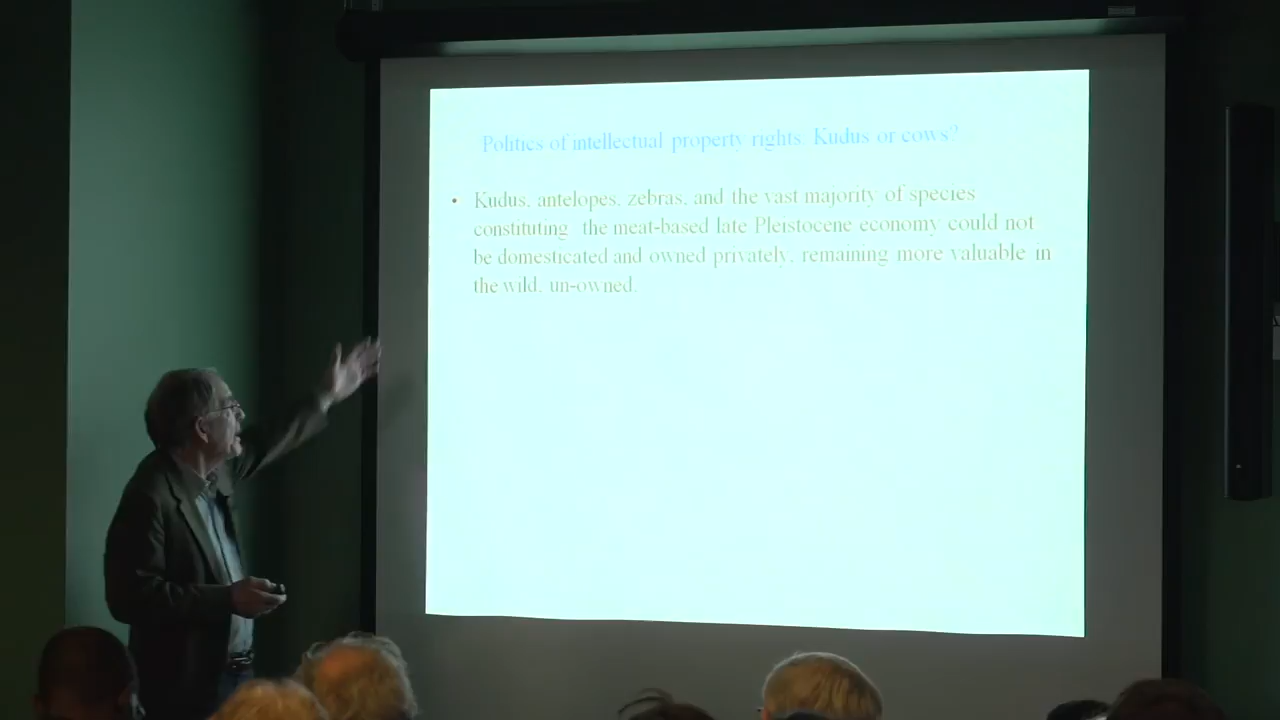 Politics of intellectual property rights: Kudus or cows?
• Kudus, antelopes, zebras, and the vast majority of species
constituting the meat-based late Pleistocene economy could not
be domesticated and owned privately, remaining more valuable in
the wild, un-owned.